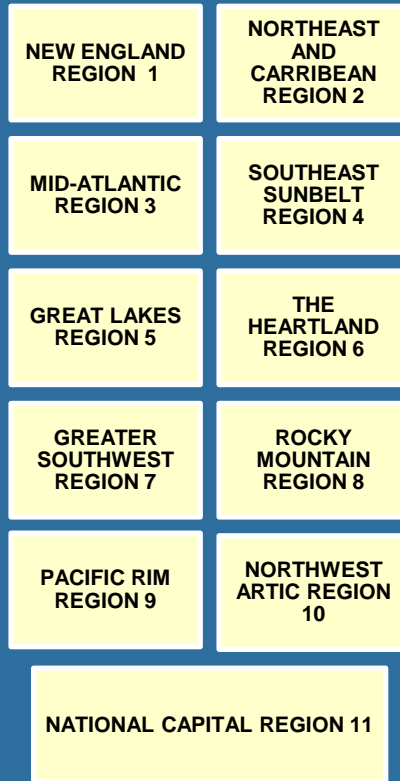 NEW ENGLAND
REGION  1
NORTHEAST
AND
CARRIBEAN
REGION 2
MID-ATLANTIC
REGION 3
SOUTHEAST
SUNBELT
REGION 4
GREAT LAKES
REGION 5
THE
HEARTLAND
REGION 6
GREATER
SOUTHWEST
REGION 7
ROCKY
MOUNTAIN
REGION 8
PACIFIC RIM
REGION 9
NORTHWEST
ARTIC REGION
10
NATIONAL CAPITAL REGION 11